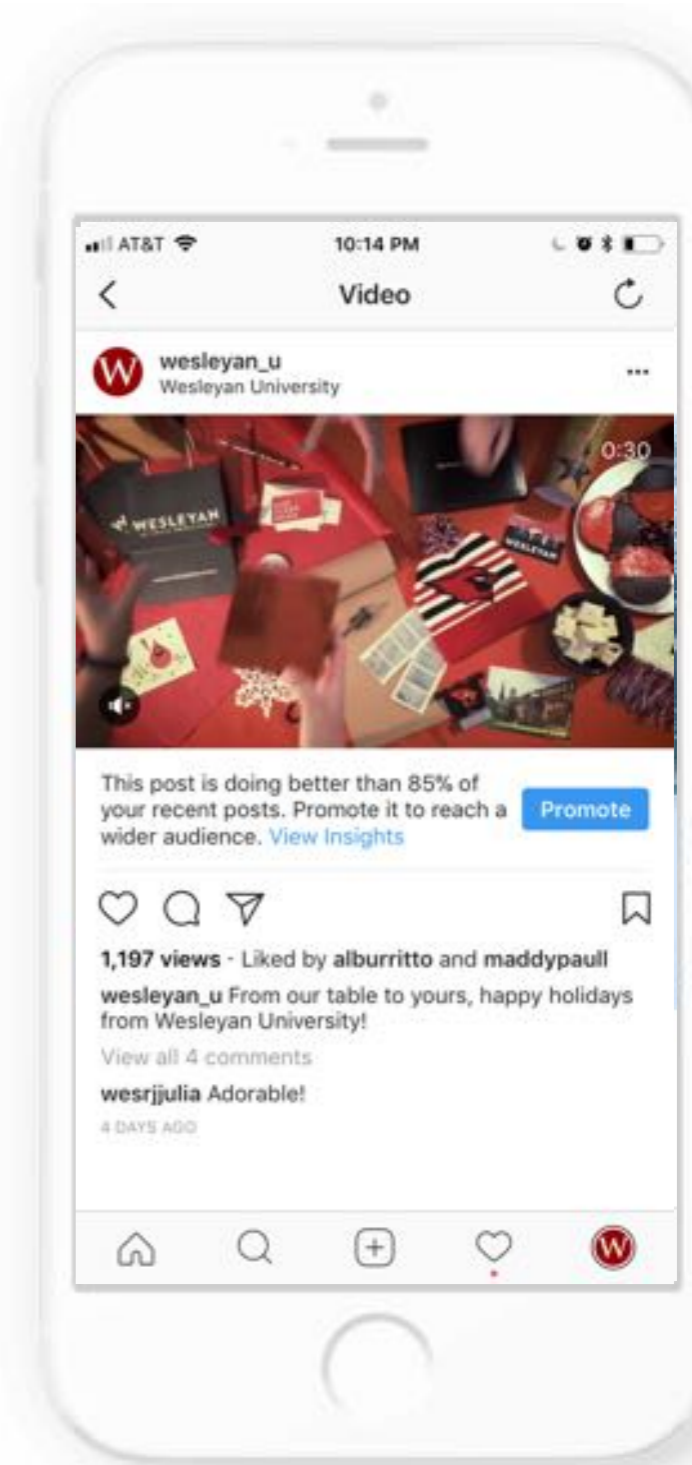 AT&T 10:14 PM
Video
W wesleyan_u
Wesleyan University
0:30
WESLEYAN
WESLEYAN
This post is doing better than 85% of
your recent posts. Promote it to reach a
wider audience. View Insights
Promote
1,197 views · Liked by alburritto and maddypaull
wesleyan_u From our table to yours, happy holidays
from Wesleyan University!
View all 4 comments
wesrjjulia Adorable!
4 DAYS AGO
W